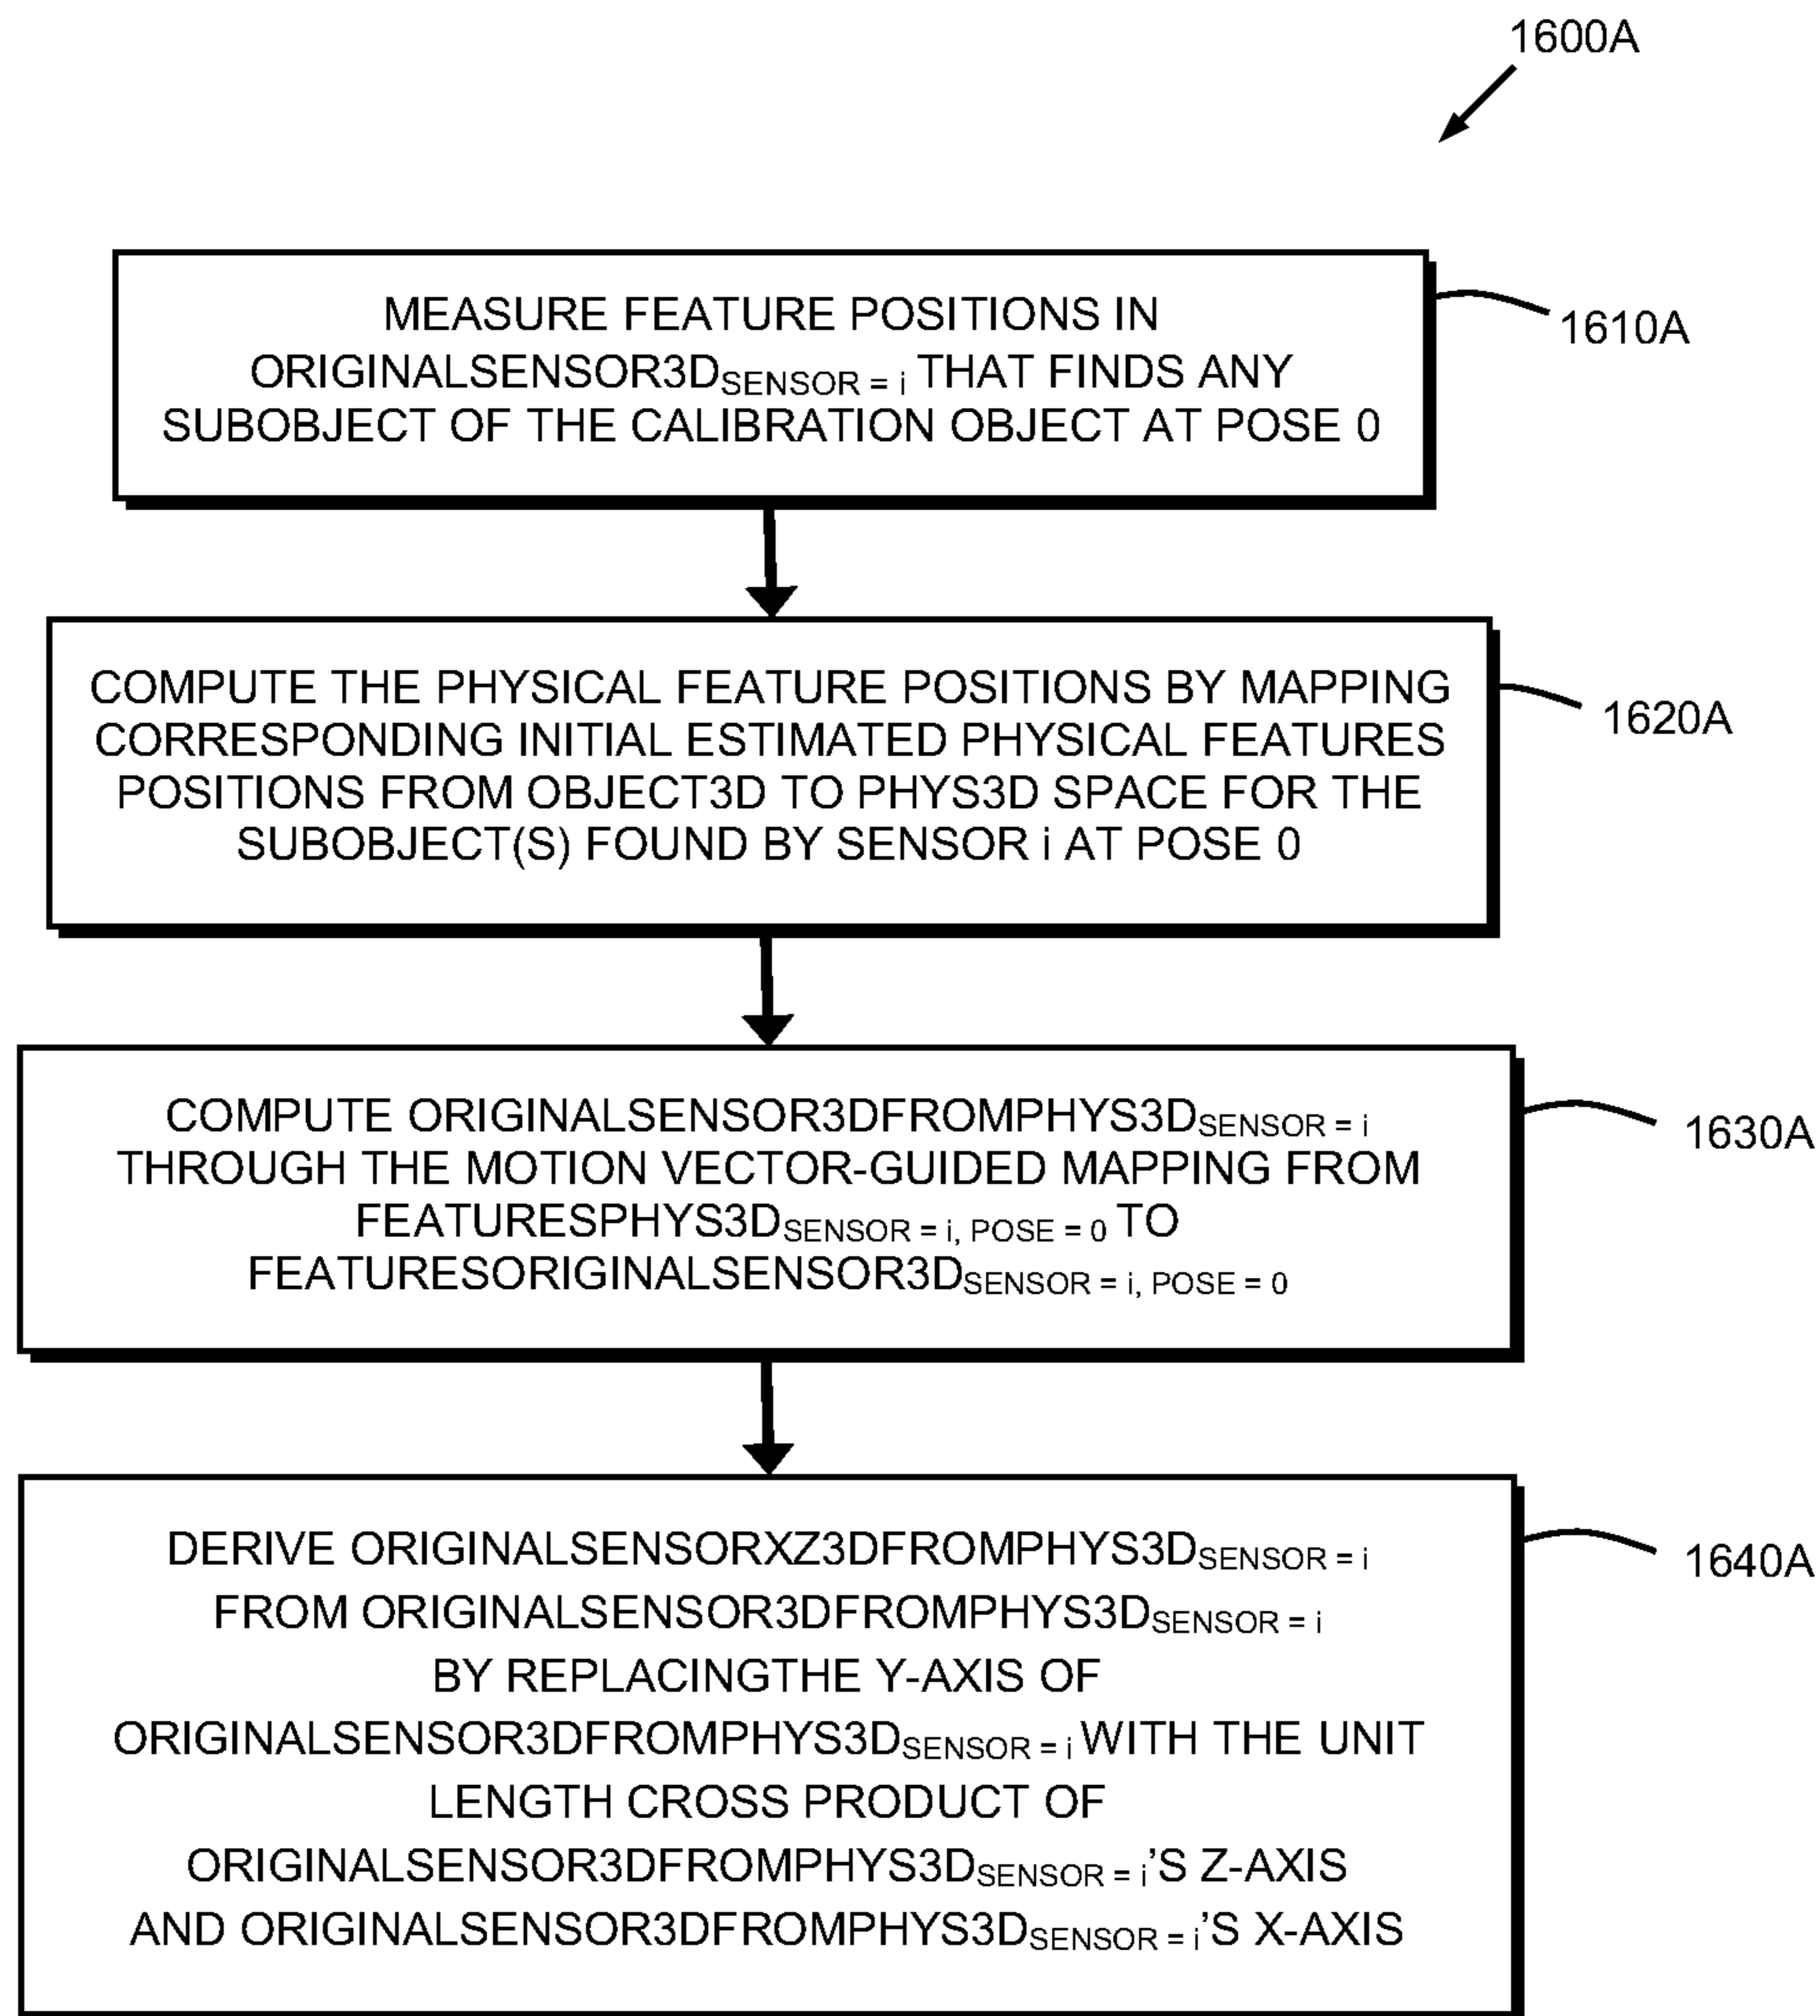 1600A
MEASURE FEATURE POSITIONS IN
ORIGINALSENSOR3DSENSOR = i THAT FINDS ANY
SUBOBJECT OF THE CALIBRATION OBJECT AT POSE 0
1610A
COMPUTE THE PHYSICAL FEATURE POSITIONS BY MAPPING
CORRESPONDING INITIAL ESTIMATED PHYSICAL FEATURES
POSITIONS FROM OBJECT3D TO PHYS3D SPACE FOR THE
SUBOBJECT(S) FOUND BY SENSOR i AT POSE 0
1620A
COMPUTE ORIGINALSENSOR3DFROMPHYS3DSENSOR = i
THROUGH THE MOTION VECTOR-GUIDED MAPPING FROM
FEATURESPHYS3DSENSOR = i, POSE = 0 TO
FEATURESORIGINALSENSOR3DSENSOR = i, POSE = 0
1630A
DERIVE ORIGINALSENSORXZ3DFROMPHYS3DSENSOR = i
FROM ORIGINALSENSOR3DFROMPHYS3DSENSOR = i
BY REPLACINGTHE Y-AXIS OF
ORIGINALSENSOR3DFROMPHYS3DSENSOR = i WITH THE UNIT
LENGTH CROSS PRODUCT OF
ORIGINALSENSOR3DFROMPHYS3DSENSOR = i'S Z-AXIS
AND ORIGINALSENSOR3DFROMPHYS3DSENSOR = i'S X-AXIS
1640A